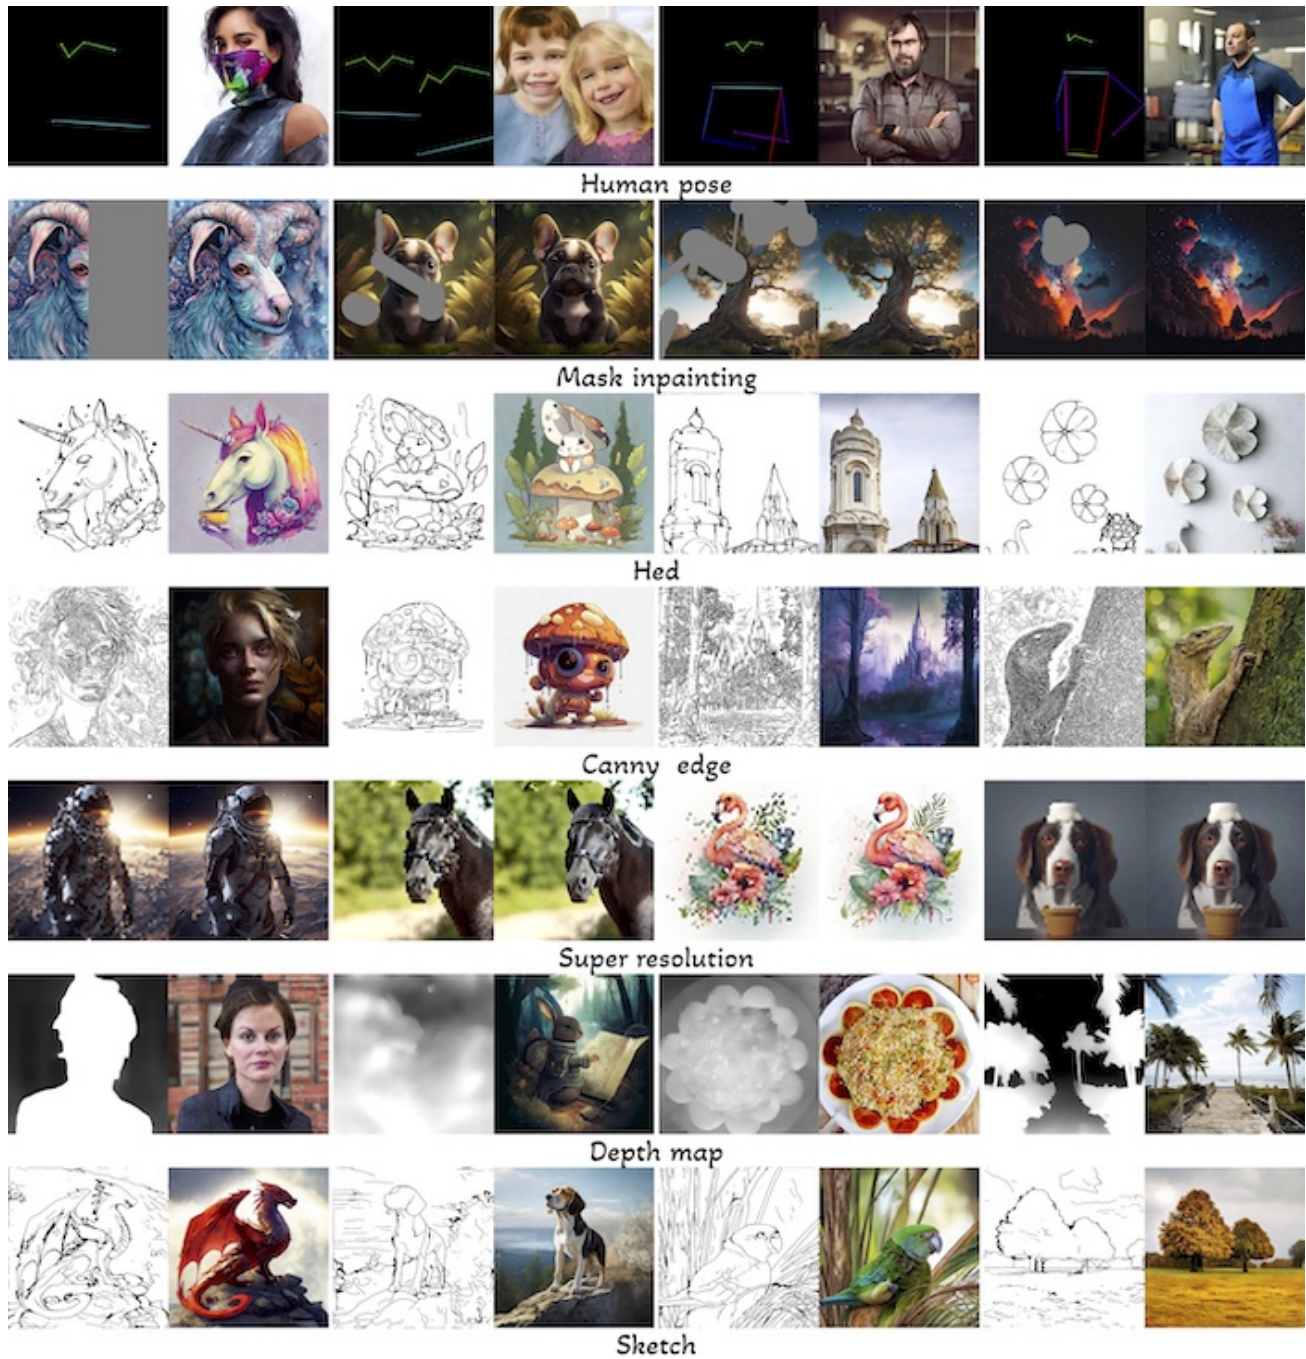 Human pose
Mask inpainting
Hed
Canny edge
Super resolution
Depth map
Sketch